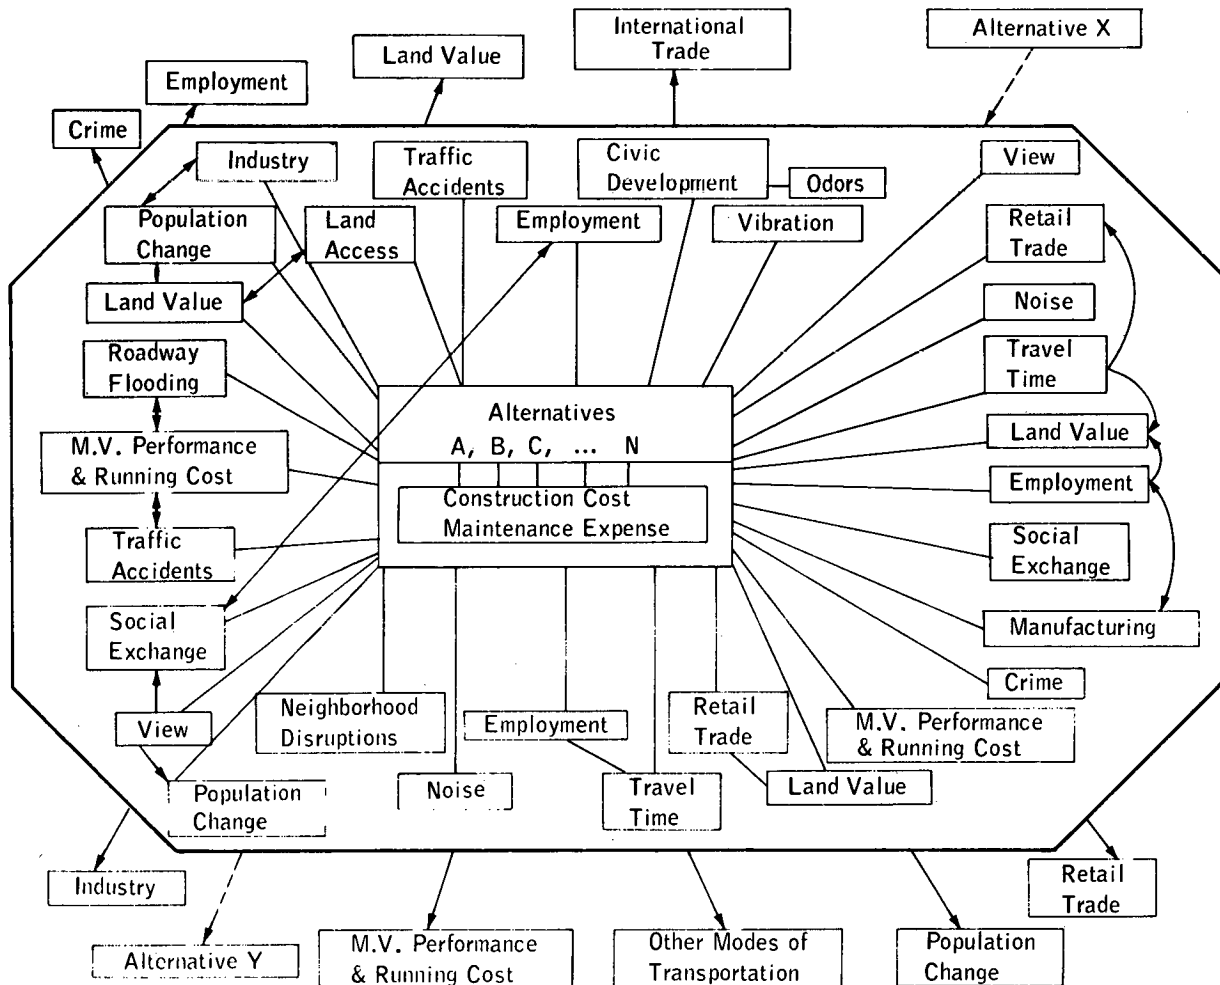 International
Trade
Alternative X
Land Value
Employment
Crime
Industry
Traffic
Accidents
Civic
Development
Odors
View
Population
Change
Land
Access
Employment
Vibration
Retail
Trade
Land Value
Noise
Roadway
Flooding
Travel
Time
Alternatives
A, B, C, ... N
Land Value
M.V. Performance
& Running Cost
Employment
Construction Cost
Maintenance Expense
Traffic
Accidents
Social
Exchange
Social
Exchange
Manufacturing
Crime
View
Neighborhood
Disruptions
Employment
Retail
Trade
M.V. Performance
& Running Cost
Population
Change
Noise
Travel
Time
Land Value
Industry
Retail
Trade
Alternative Y
M.V. Performance
& Running Cost
Other Modes of
Transportation
Population
Change